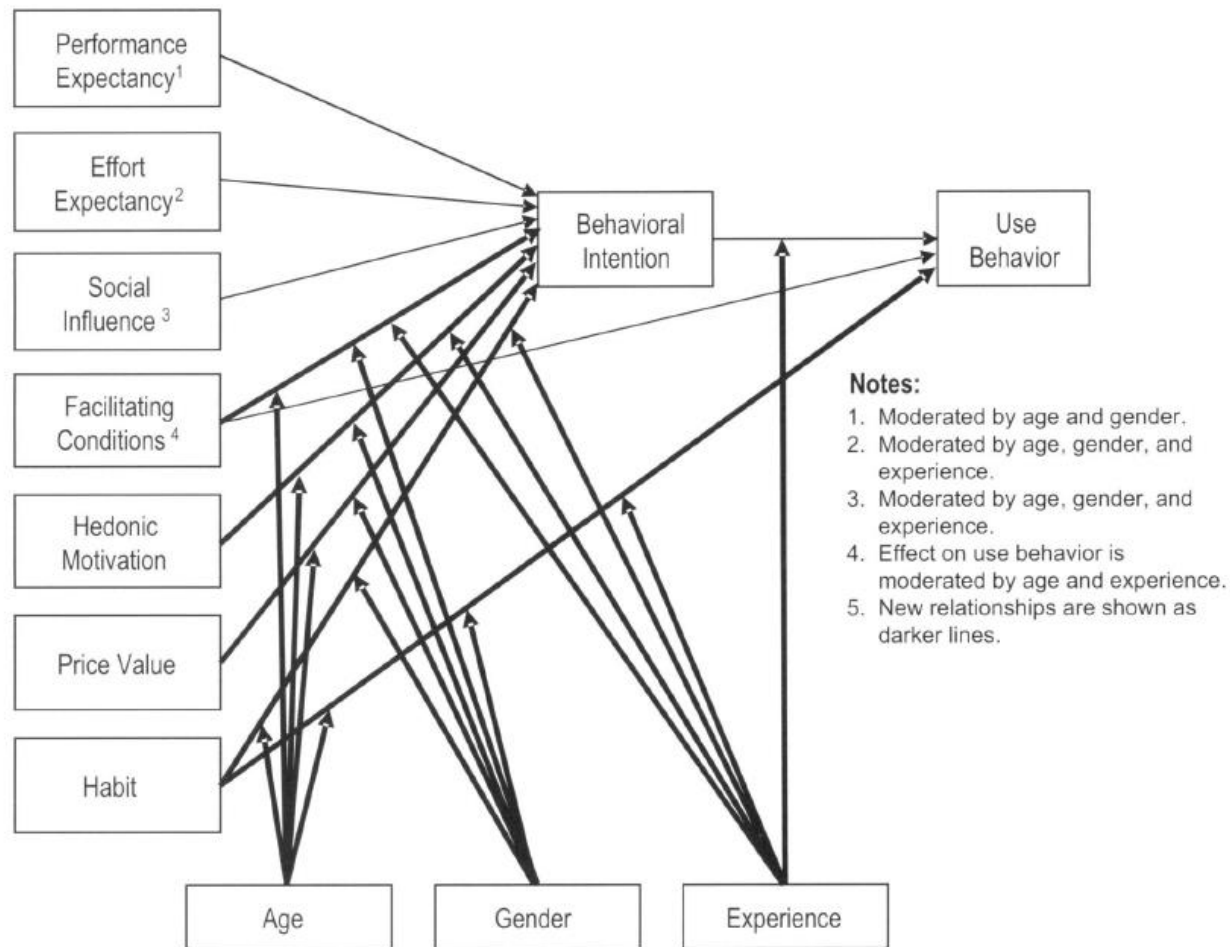 Performance
Expectancy¹
Effort
Expectancy²
Social
Influence ³
Facilitating
Conditions ⁴
Hedonic
Motivation
Price Value
Habit
Behavioral
Intention
Use
Behavior
Notes:
1. Moderated by age and gender.
2. Moderated by age, gender, and
experience.
3. Moderated by age, gender, and
experience.
4. Effect on use behavior is
moderated by age and experience.
5. New relationships are shown as
darker lines.
Age
Gender
Experience